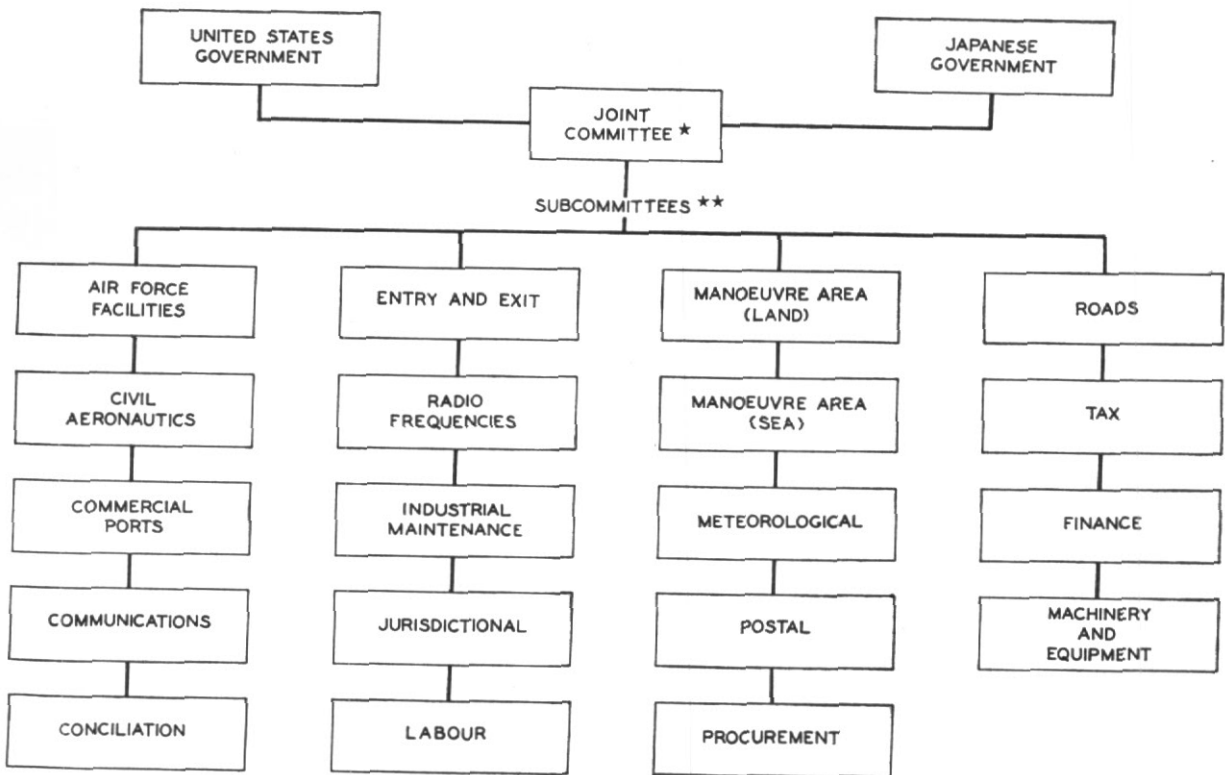 UNITED STATES
GOVERNMENT
JAPANESE
GOVERNMENT
JOINT
COMMITTEE ★
SUBCOMMITTEES ★★
AIR FORCE
FACILITIES
CIVIL
AERONAUTICS
COMMERCIAL
PORTS
COMMUNICATIONS
CONCILIATION
ENTRY AND EXIT
RADIO
FREQUENCIES
INDUSTRIAL
MAINTENANCE
JURISDICTIONAL
LABOUR
MANOEUVRE AREA
(LAND)
MANOEUVRE AREA
(SEA)
METEOROLOGICAL
POSTAL
PROCUREMENT
ROADS
TAX
FINANCE
MACHINERY
AND
EQUIPMENT